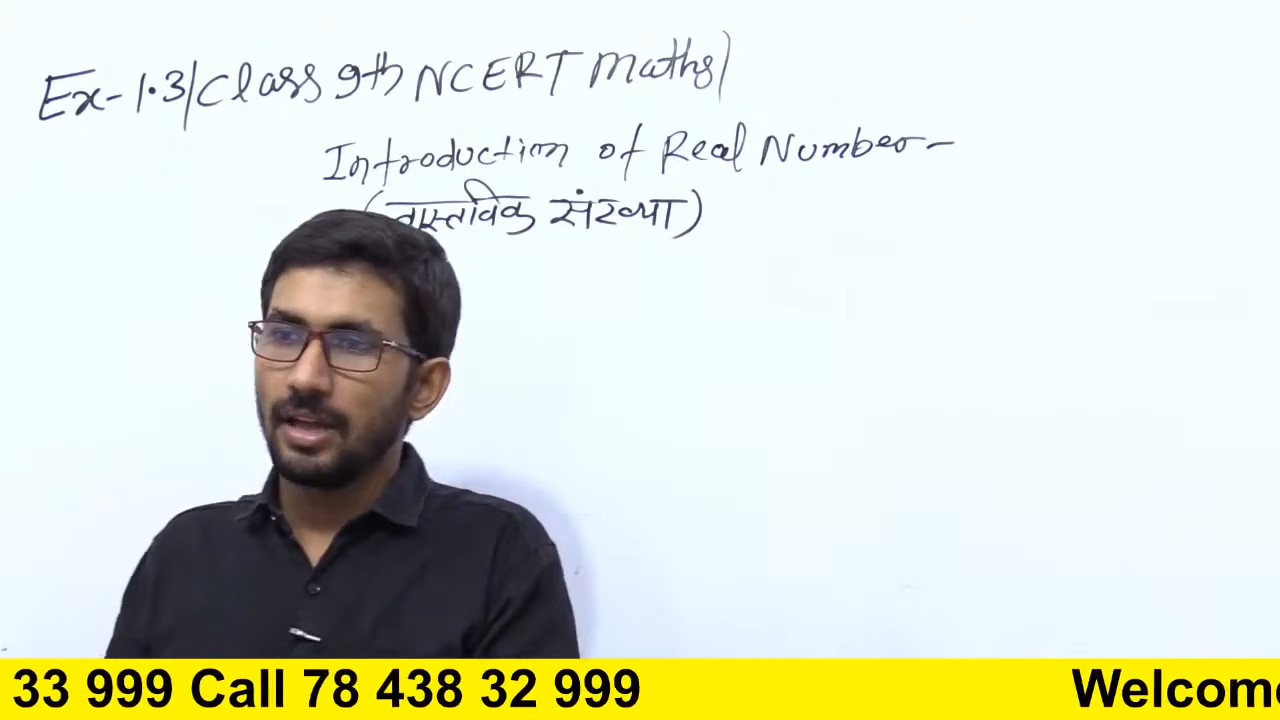 Ex-1.3/Class 9th NCERT Maths/
Introduction of Real Number-
(वास्तविक संख्या)
33 999 Call 78 438 32 999 Welcome